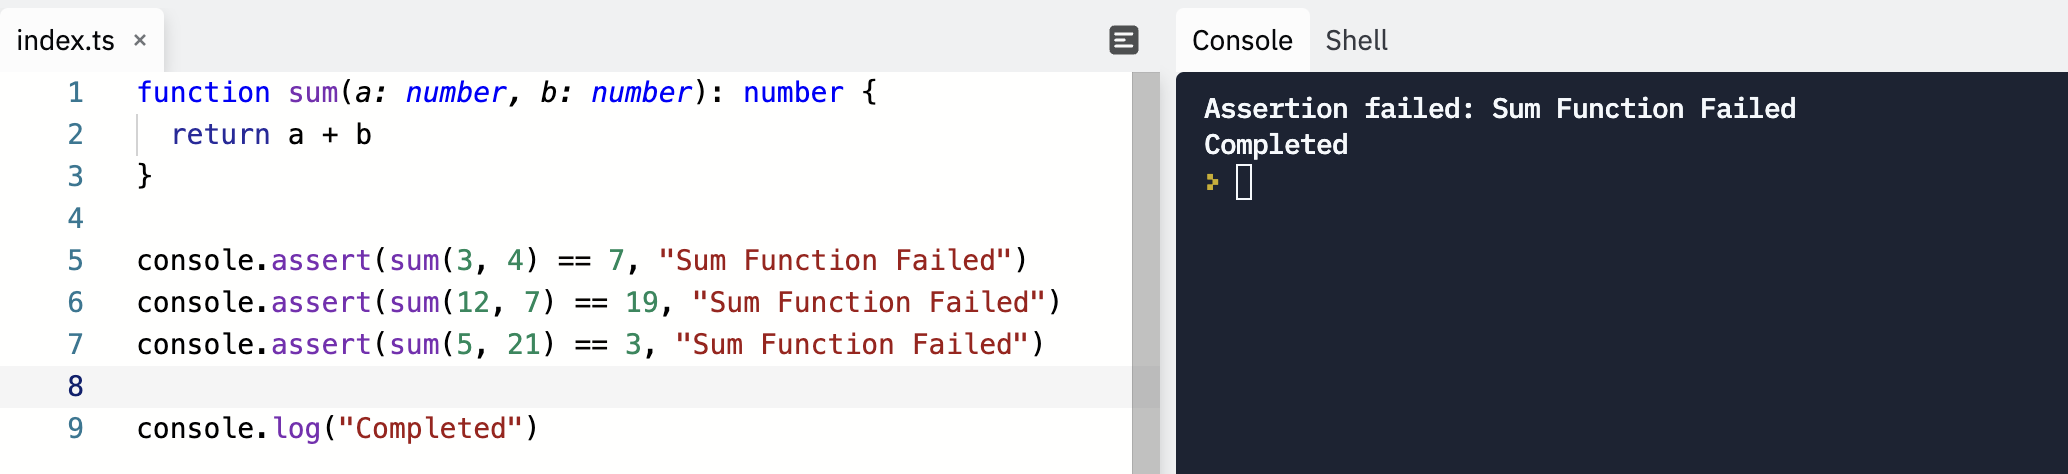 index.ts ×
Console Shell
1 function sum(a: number, b: number): number {
2 return a + b
3 }
4
5 console.assert(sum(3, 4) == 7, "Sum Function Failed")
6 console.assert(sum(12, 7) == 19, "Sum Function Failed")
7 console.assert(sum(5, 21) == 3, "Sum Function Failed")
8
9 console.log("Completed")
Assertion failed: Sum Function Failed
Completed
>